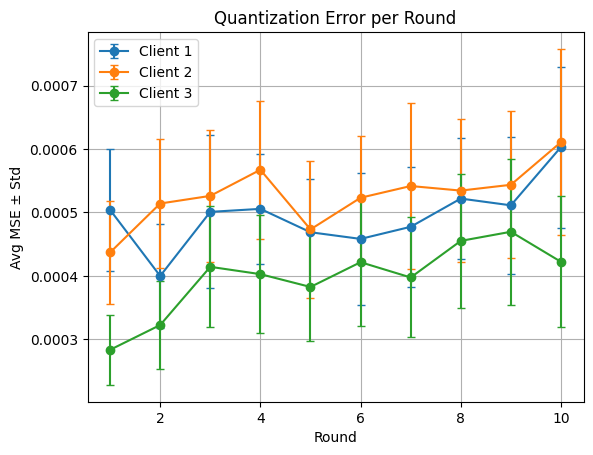 Quantization Error per Round
Client 1
Client 2
Client 3
0.0007
0.0006
0.0005
0.0004
0.0003
Avg MSE ± Std
2 4 6 8 10
Round